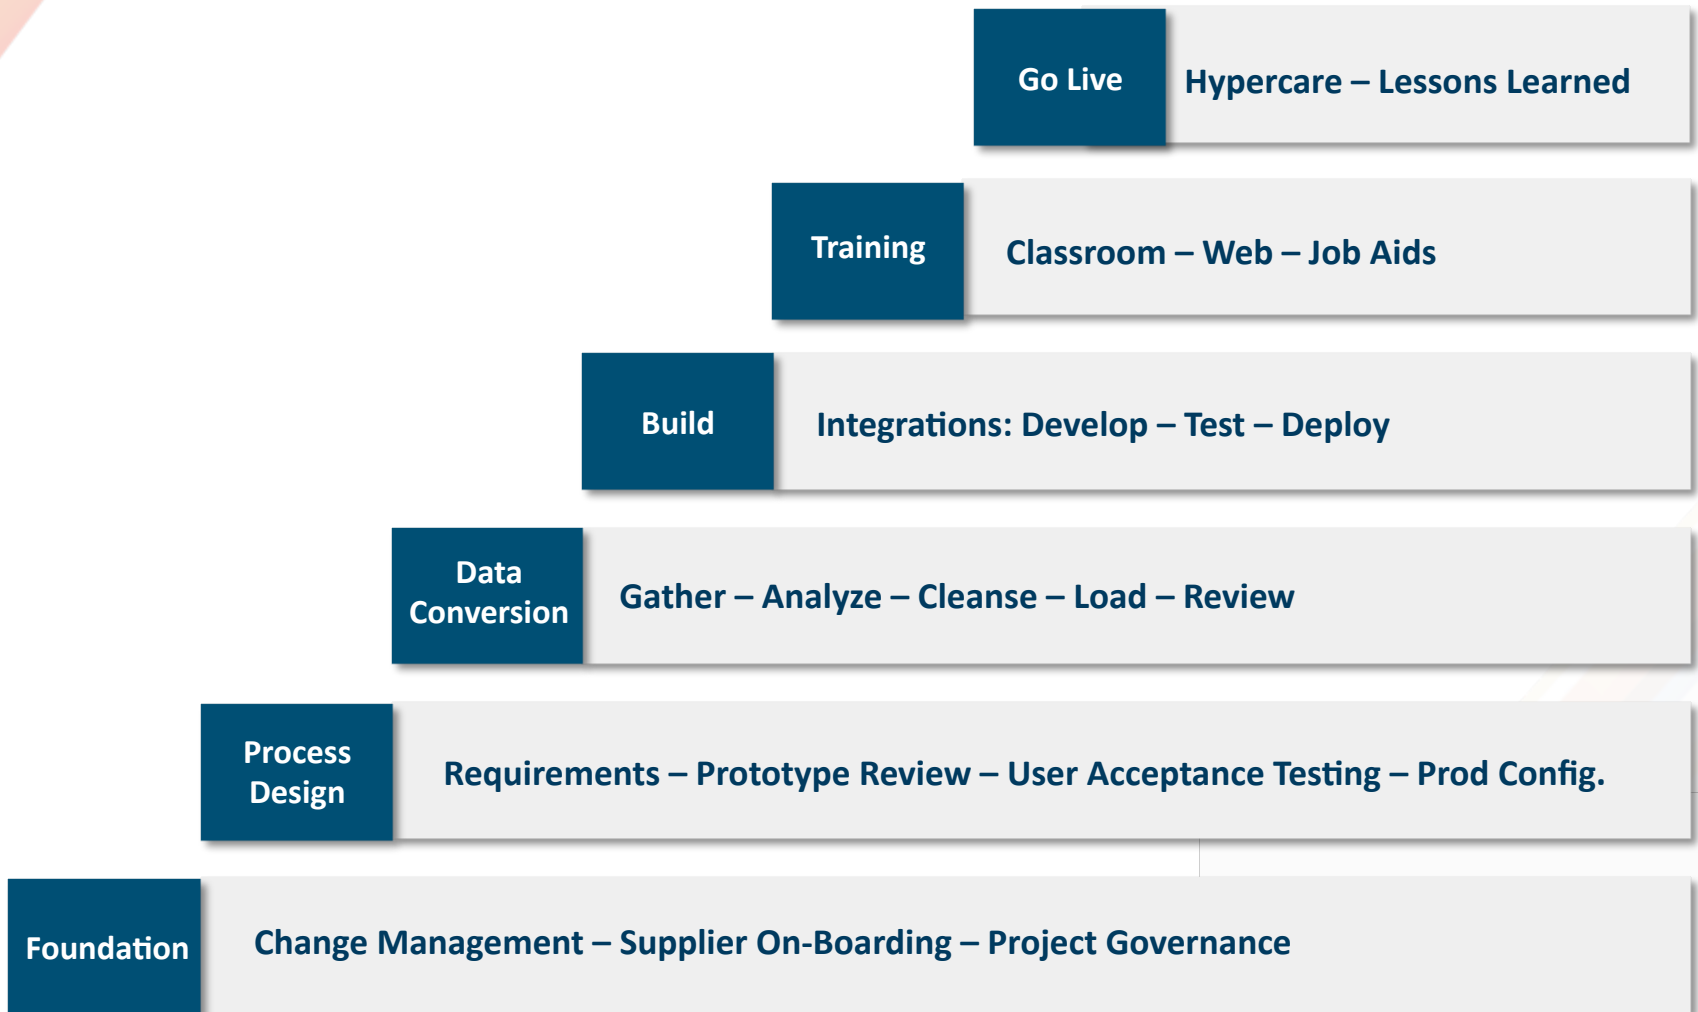 Go Live
Hypercare – Lessons Learned
Training
Classroom – Web – Job Aids
Build
Integrations: Develop – Test – Deploy
Data
Conversion
Gather – Analyze – Cleanse – Load – Review
Process
Design
Requirements – Prototype Review – User Acceptance Testing – Prod Config.
Foundation
Change Management – Supplier On-Boarding – Project Governance